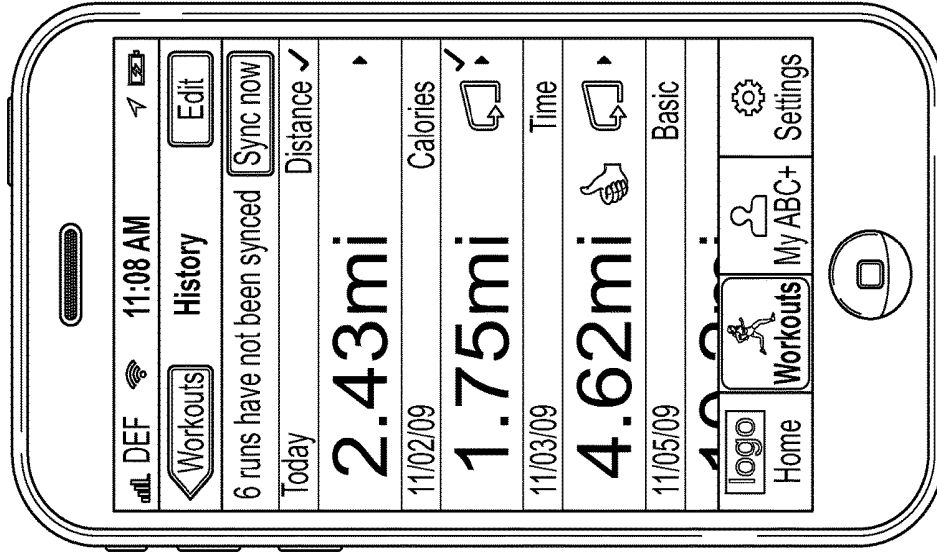 DEF 11:08 AM
Workouts History Edit
6 runs have not been synced Sync now
Today Distance
2.43mi
11/02/09 Calories
1.75mi
11/03/09 Time
4.62mi
11/05/09 Basic
logo
Home Workouts My ABC+ Settings